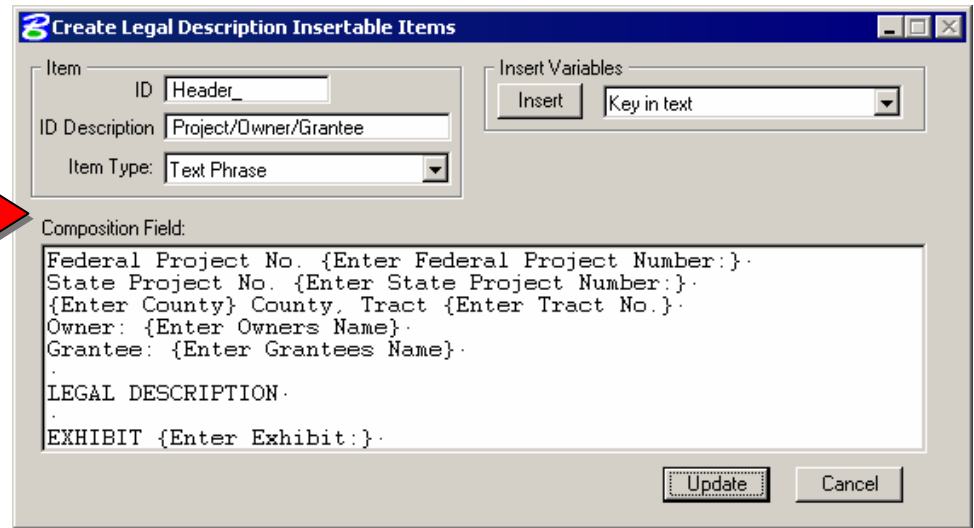 Create Legal Description Insertable Items
Item
ID Header_
ID Description Project/Owner/Grantee
Item Type: Text Phrase
Insert Variables
Insert Key in text
Composition Field:
Federal Project No. {Enter Federal Project Number:}·
State Project No. {Enter State Project Number:}·
{Enter County} County, Tract {Enter Tract No.}·
Owner: {Enter Owners Name}·
Grantee: {Enter Grantees Name}·
·
LEGAL DESCRIPTION·
·
EXHIBIT {Enter Exhibit:}·
Update Cancel